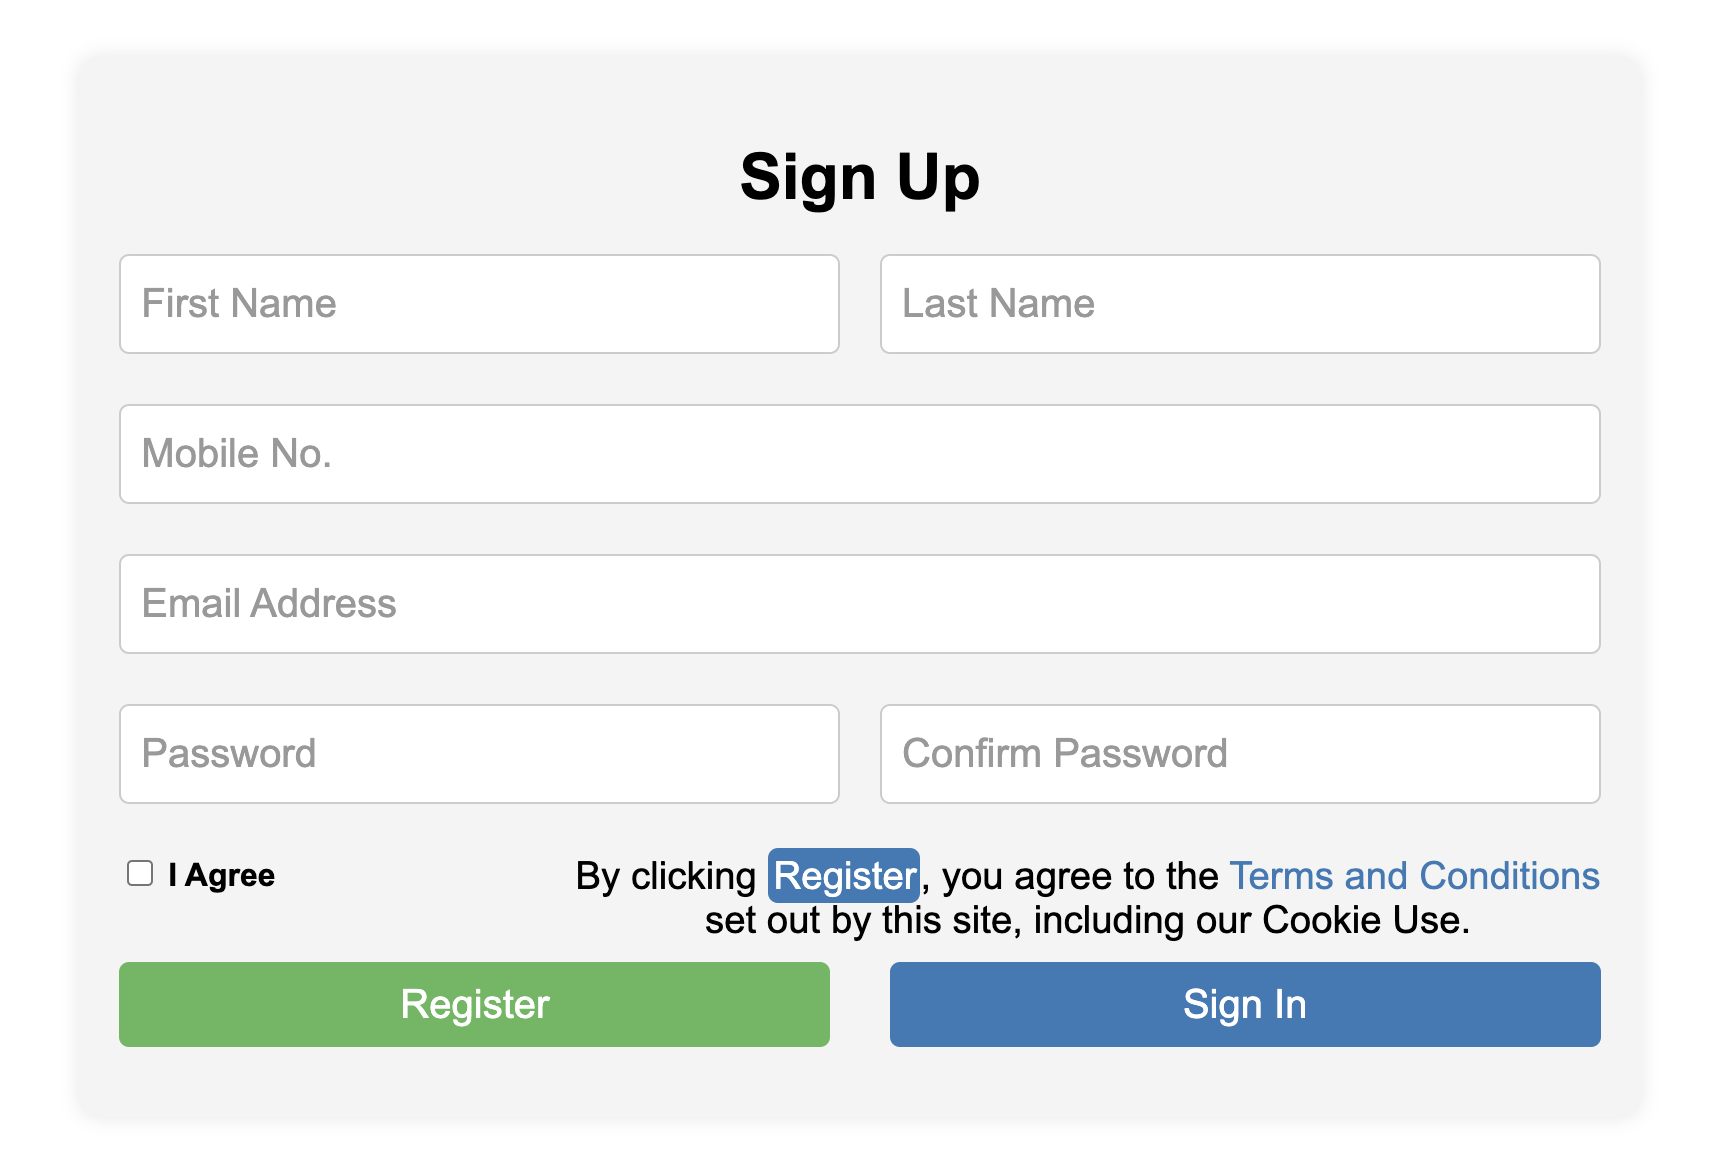 Sign Up
First Name
Last Name
Mobile No.
Email Address
Password
Confirm Password
I Agree
By clicking Register, you agree to the Terms and Conditions
set out by this site, including our Cookie Use.
Register
Sign In